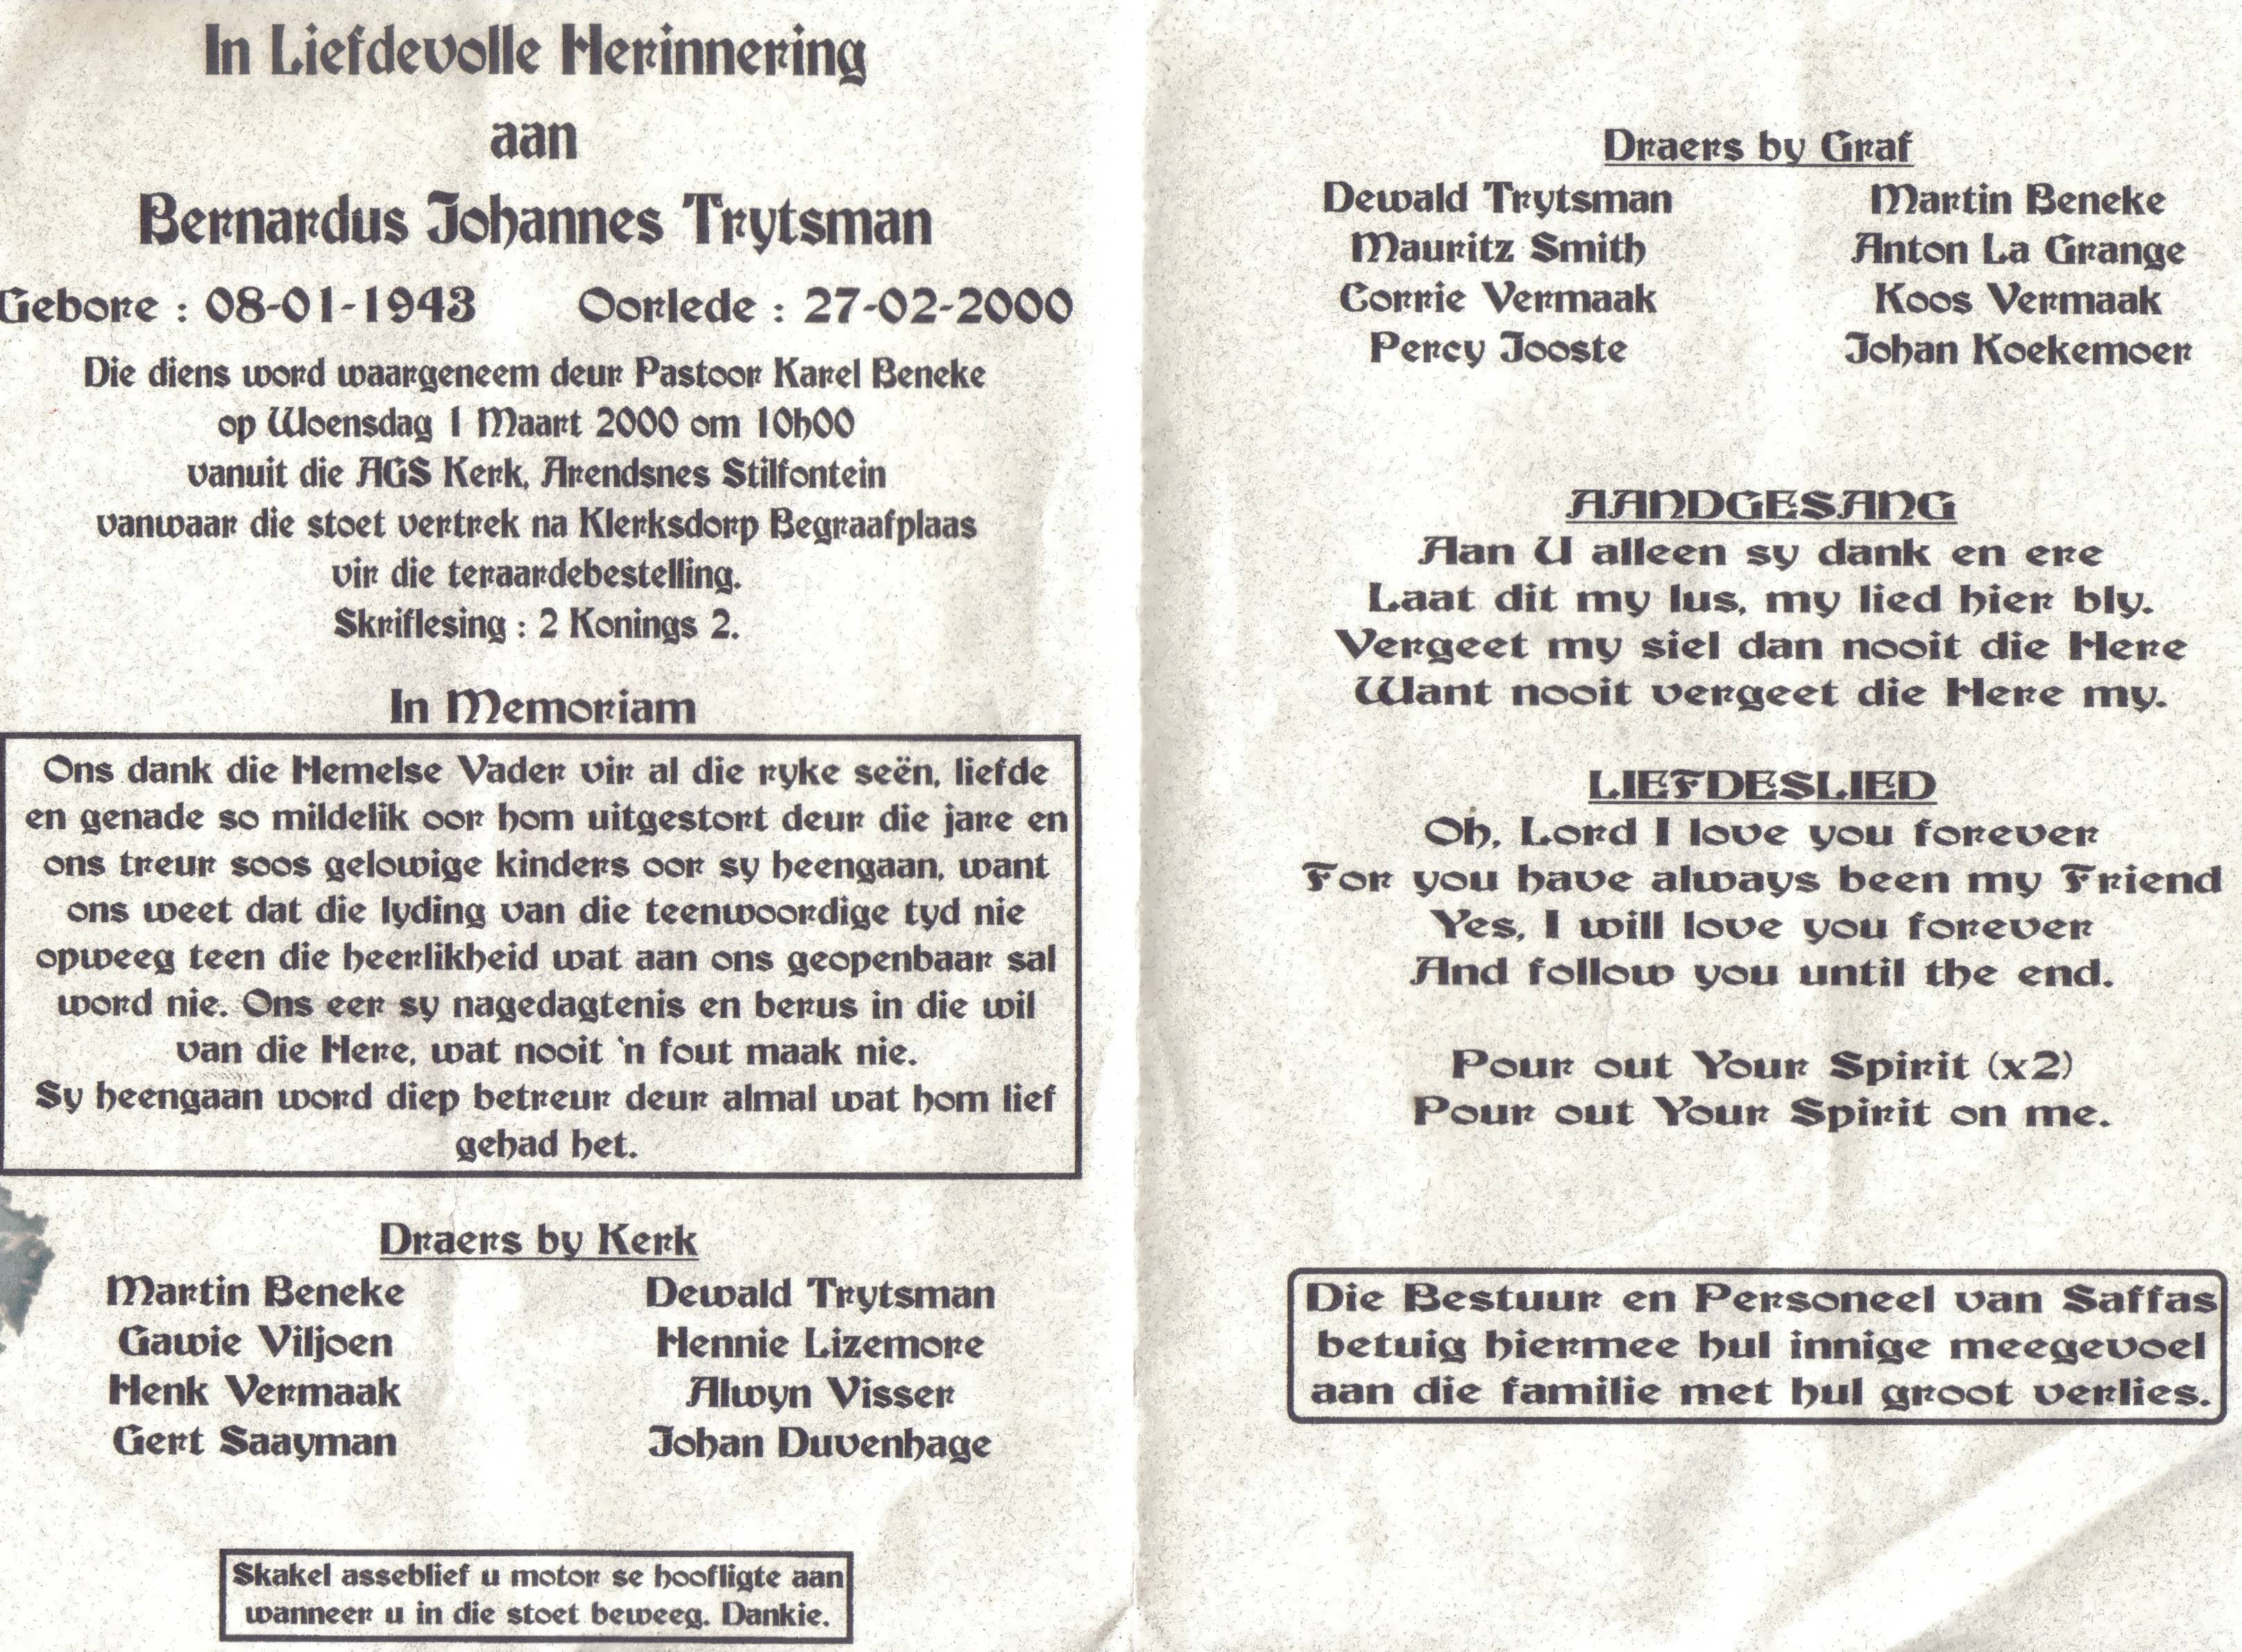 In Liefdevolle Herinnering
aan
Bernardus Johannes Trytsman
Gebore : 08-01-1943 Oorlede : 27-02-2000
Die diens word waargeneem deur Pastoor Karel Beneke
op Woensdag 1 Maart 2000 om 10h00
vanuit die AGS Kerk, Arendsnes Stilfontein
vanwaar die stoet vertrek na Klerksdorp Begraafplaas
vir die teraardebestelling.
Skriflesing : 2 Konings 2.
In Memoriam
Ons dank die Hemelse Vader vir al die ryke seën, liefde
en genade so mildelik oor hom uitgestort deur die jare en
ons treur soos gelowige kinders oor sy heengaan, want
ons weet dat die lyding van die teenwoordige tyd nie
opweeg teen die heerlikheid wat aan ons geopenbaar sal
word nie. Ons eer sy nagedagtenis en berus in die wil
van die Here, wat nooit 'n fout maak nie.
Sy heengaan word diep betreur deur almal wat hom lief
gehad het.
Draers by Kerk
Martin Beneke Dewald Trytsman
Gawie Viljoen Hennie Lizemore
Henk Vermaak Alwyn Visser
Gert Saayman Johan Duvenhage
Skakel asseblief u motor se hoofligte aan
wanneer u in die stoet beweeg. Dankie.
Draers by Graf
Dewald Trytsman Martin Beneke
Mauritz Smith Anton La Grange
Corrie Vermaak Koos Vermaak
Percy Jooste Johan Koekemoer
AANDGESANG
Aan U alleen sy dank en ere
Laat dit my lus, my lied hier bly.
Vergeet my siel dan nooit die Here
Want nooit vergeet die Here my.
LIEFDESLIED
Oh, Lord I love you forever
For you have always been my Friend
Yes, I will love you forever
And follow you until the end.
Pour out Your Spirit (x2)
Pour out Your Spirit on me.
Die Bestuur en Personeel van Saffas
betuig hiermee hul innige meegevoel
aan die familie met hul groot verlies.